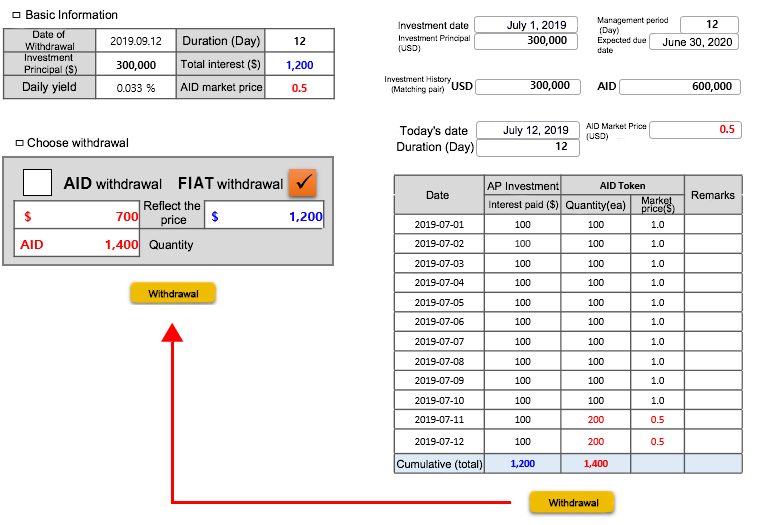 Basic Information
Date of Withdrawal 2019.09.12 Duration (Day) 12
Investment Principal ($) 300,000 Total interest ($) 1,200
Daily yield 0.033 % AID market price 0.5
Choose withdrawal
AID withdrawal FIAT withdrawal
$ 700 Reflect the price $ 1,200
AID 1,400 Quantity
Withdrawal
Investment date July 1, 2019 Management period (Day) 12
Investment Principal (USD) 300,000 Expected due date June 30, 2020
Investment History (Matching pair) USD 300,000 AID 600,000
Today's date July 12, 2019 AID Market Price (USD) 0.5
Duration (Day) 12
Date AP Investment AID Token Remarks
Interest paid ($) Quantity(ea) Market price($)
2019-07-01 100 100 1.0
2019-07-02 100 100 1.0
2019-07-03 100 100 1.0
2019-07-04 100 100 1.0
2019-07-05 100 100 1.0
2019-07-06 100 100 1.0
2019-07-07 100 100 1.0
2019-07-08 100 100 1.0
2019-07-09 100 100 1.0
2019-07-10 100 100 1.0
2019-07-11 100 200 0.5
2019-07-12 100 200 0.5
Cumulative (total) 1,200 1,400
Withdrawal